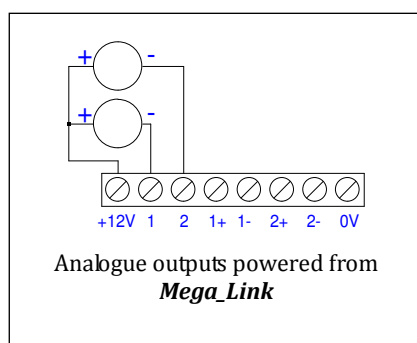 + -
+ -
+12V 1 2 1+ 1- 2+ 2- 0V
Analogue outputs powered from
Mega_Link